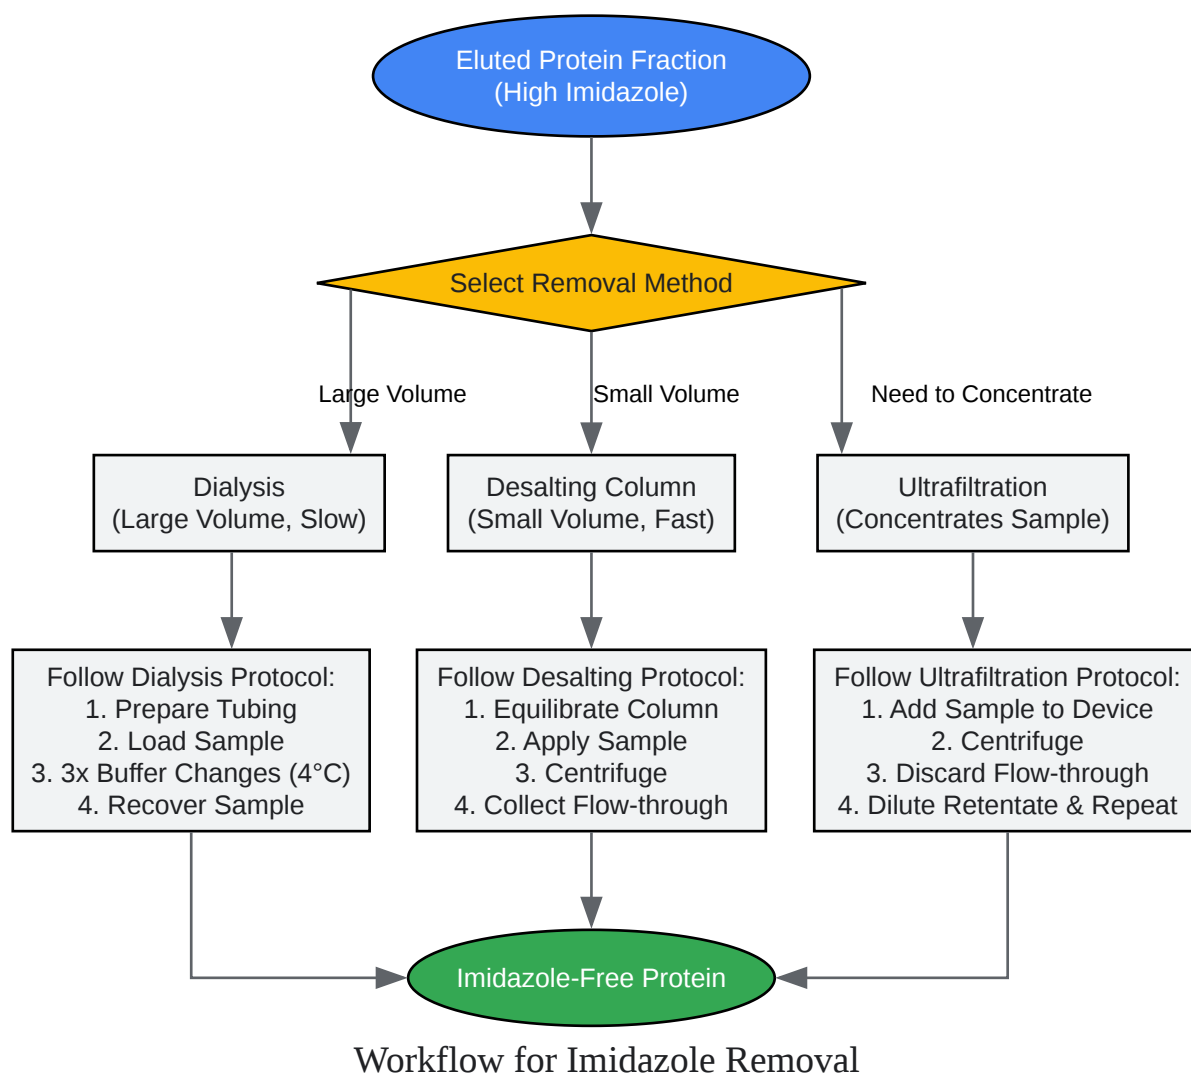 Eluted Protein Fraction
(High Imidazole)
Select Removal Method
Large Volume
Small Volume
Need to Concentrate
Dialysis
(Large Volume, Slow)
Desalting Column
(Small Volume, Fast)
Ultrafiltration
(Concentrates Sample)
Follow Dialysis Protocol:
1. Prepare Tubing
2. Load Sample
3. 3x Buffer Changes (4°C)
4. Recover Sample
Follow Desalting Protocol:
1. Equilibrate Column
2. Apply Sample
3. Centrifuge
4. Collect Flow-through
Follow Ultrafiltration Protocol:
1. Add Sample to Device
2. Centrifuge
3. Discard Flow-through
4. Dilute Retentate & Repeat
Imidazole-Free Protein
Workflow for Imidazole Removal